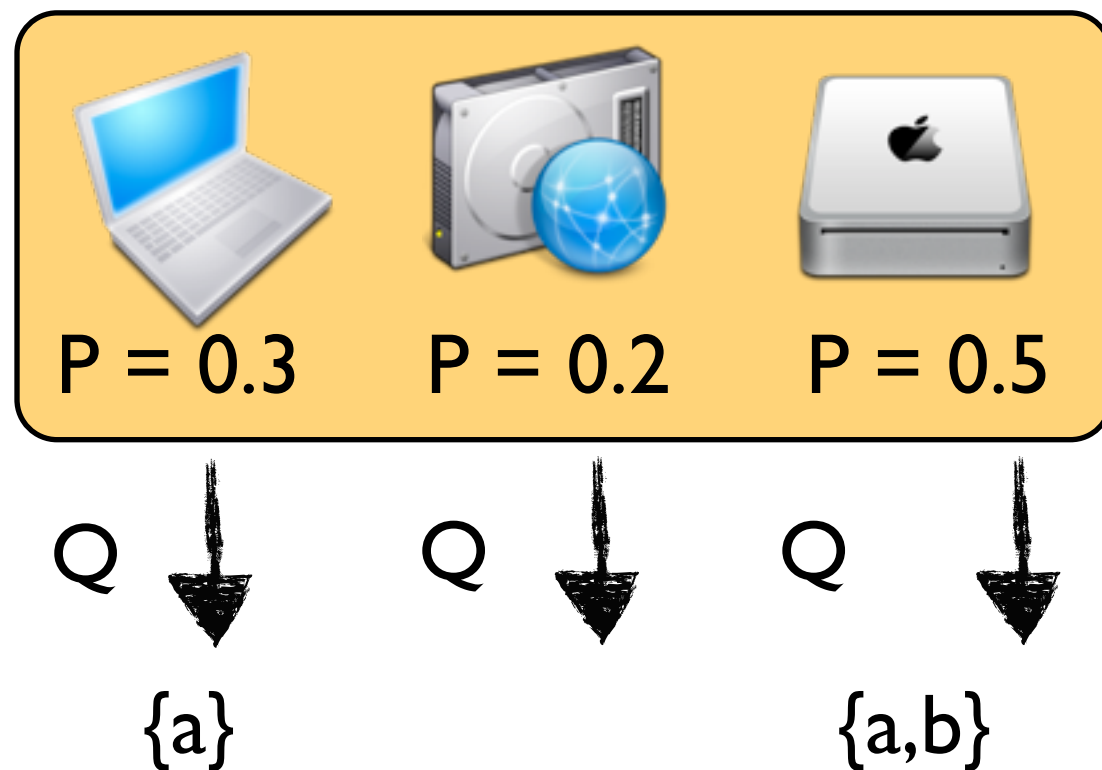 P = 0.3 P = 0.2 P = 0.5
Q Q Q
{a} {a,b}